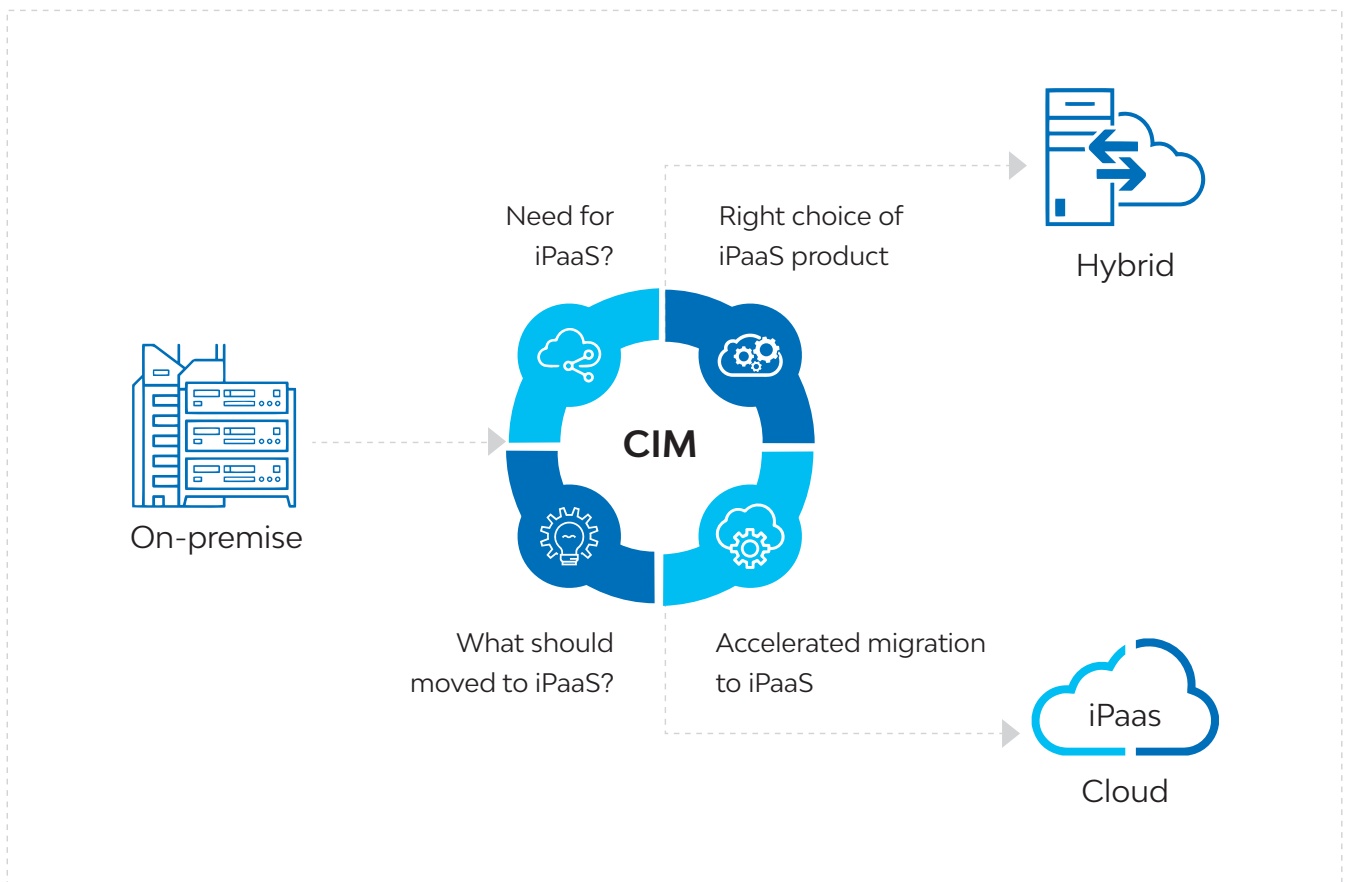 Need for
iPaaS?
Right choice of
iPaaS product
Hybrid
CIM
On-premise
What should
moved to iPaaS?
Accelerated migration
to iPaaS
iPaas
Cloud